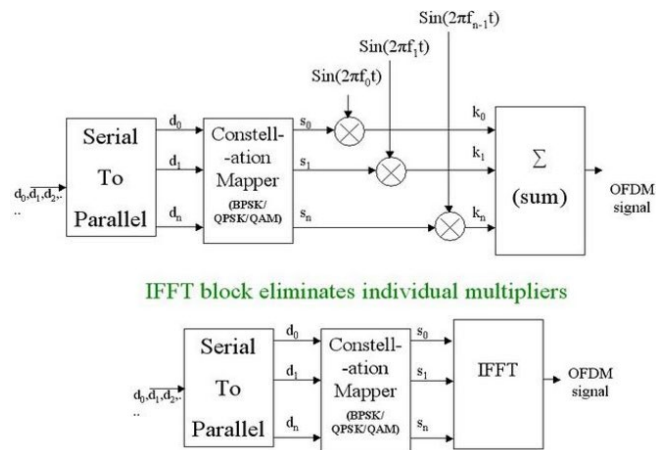 Sin(2πfₙ₋₁t)
Sin(2πf₁t)
Sin(2πf₀t)
Serial
To
Parallel
d₀,d₁,d₂,.
..
d₀
d₁
dₙ
Constell-
-ation
Mapper
(BPSK/
QPSK/QAM)
s₀
s₁
sₙ
k₀
k₁
kₙ
Σ
(sum)
OFDM
signal
IFFT block eliminates individual multipliers
Serial
To
Parallel
d₀,d₁,d₂,.
..
d₀
d₁
dₙ
Constell-
-ation
Mapper
(BPSK/
QPSK/QAM)
s₀
s₁
sₙ
IFFT
OFDM
signal